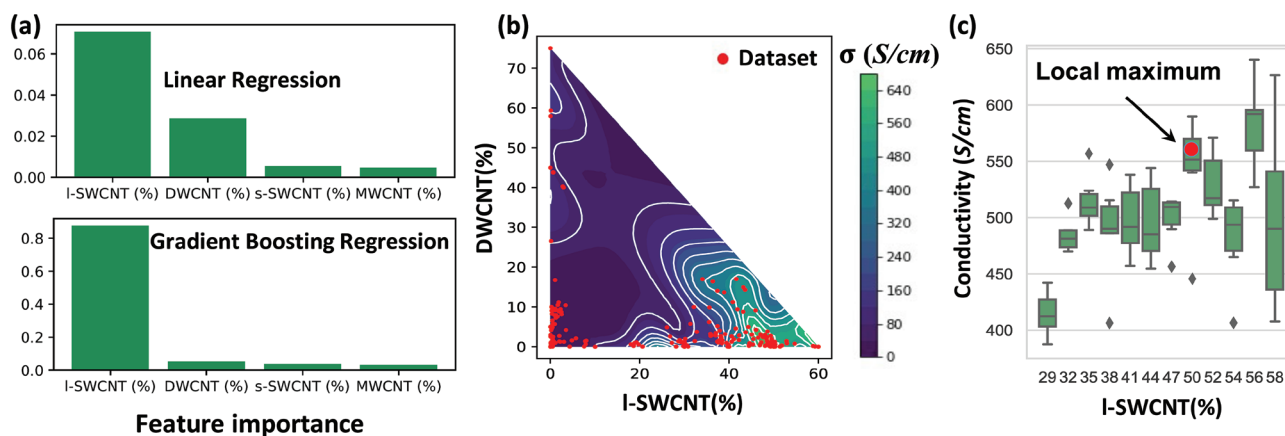 (a)
0.06
0.04
0.02
0.00
Linear Regression
l-SWCNT (%) DWCNT (%) s-SWCNT (%) MWCNT (%)
0.8
0.6
0.4
0.2
0.0
Gradient Boosting Regression
l-SWCNT (%) DWCNT (%) s-SWCNT (%) MWCNT (%)
Feature importance
(b)
DWCNT(%)
70
60
50
40
30
20
10
0
Dataset
0 20 40 60
l-SWCNT(%)
σ (S/cm)
640
560
480
400
320
240
160
80
0
(c)
Conductivity (S/cm)
650
600
550
500
450
400
Local maximum
29 32 35 38 41 44 47 50 52 54 56 58
l-SWCNT(%)